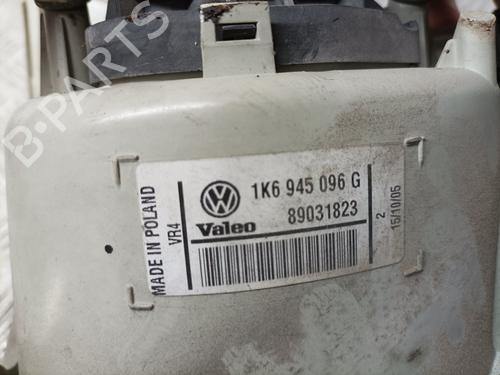 B-PARTS
MADE IN POLAND
VR4
1K6 945 096 G
89031823
Valeo
2
15/10/05